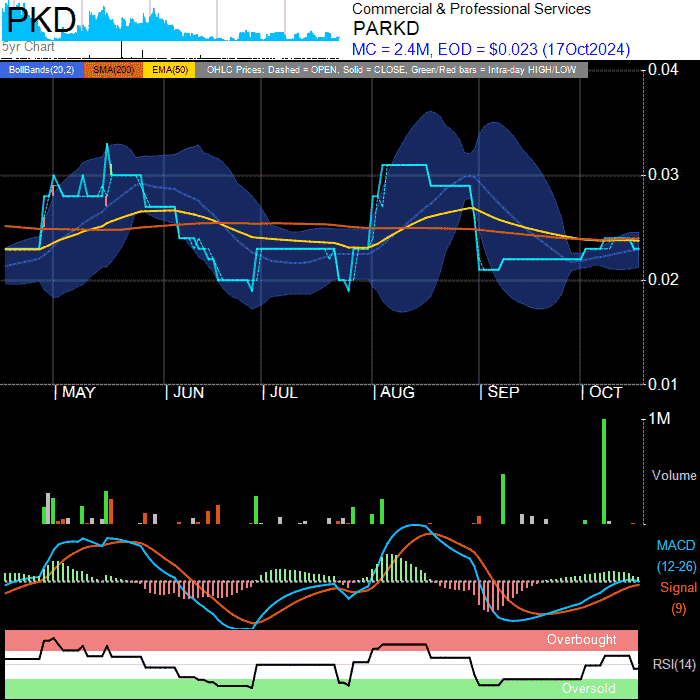 PKD
5yr Chart
Commercial & Professional Services
PARKD
MC = 2.4M, EOD = $0.023 (17Oct2024)
BollBands(20,2) SMA(200) EMA(50) OHLC Prices: Dashed = OPEN, Solid = CLOSE, Green/Red bars = Intra-day HIGH/LOW
0.04
0.03
0.02
0.01
MAY JUN JUL AUG SEP OCT
1M
Volume
MACD
(12-26)
Signal
(9)
Overbought
RSI(14)
Oversold